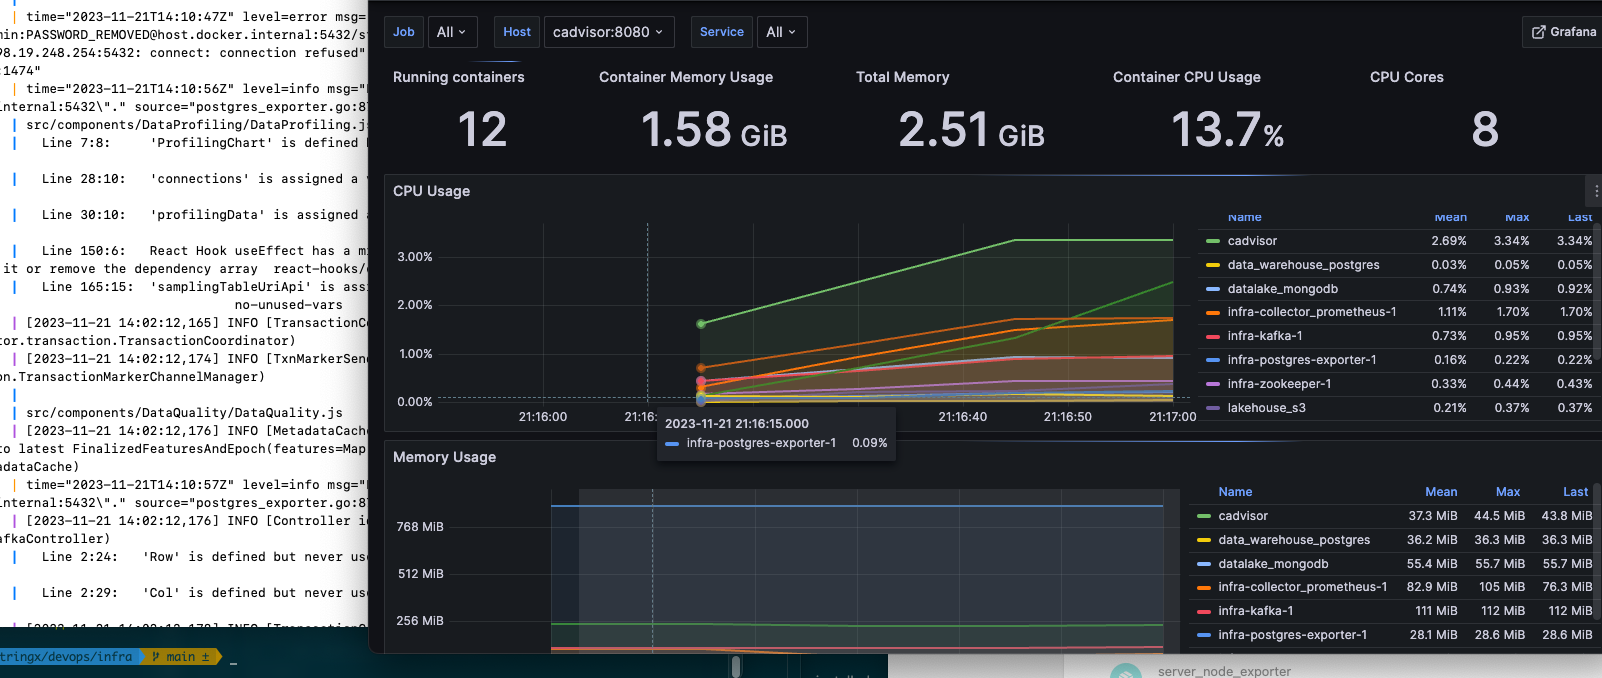 time="2023-11-21T14:10:47Z" level=error msg=
min:PASSWORD_REMOVED@host.docker.internal:5432/
98.19.248.254:5432: connect: connection refused"
:1474"
time="2023-11-21T14:10:56Z" level=info msg="
internal:5432\"." source="postgres_exporter.go:8
src/components/DataProfiling/DataProfiling.js
Line 7:8: 'ProfilingChart' is defined
Line 28:10: 'connections' is assigned a
Line 30:10: 'profilingData' is assigned
Line 150:6: React Hook useEffect has a
it or remove the dependency array react-hooks/
Line 165:15: 'samplingTableUriApi' is
no-unused-vars
[2023-11-21 14:02:12,165] INFO [TransactionCo
tor.transaction.TransactionCoordinator)
[2023-11-21 14:02:12,174] INFO [TxnMarkerSen
on.TransactionMarkerChannelManager)
src/components/DataQuality/DataQuality.js
[2023-11-21 14:02:12,176] INFO [MetadataCache
to latest FinalizedFeaturesAndEpoch(features=Map
adataCache)
time="2023-11-21T14:10:57Z" level=info msg="
internal:5432\"." source="postgres_exporter.go:8
[2023-11-21 14:02:12,176] INFO [Controller
afkaController)
Line 2:24: 'Row' is defined but never
Line 2:29: 'Col' is defined but never
tringx/devops/infra main ±
Job All Host cadvisor:8080 Service All Grafana
Running containers Container Memory Usage Total Memory Container CPU Usage CPU Cores
12 1.58 GiB 2.51 GiB 13.7% 8
CPU Usage
3.00%
2.00%
1.00%
0.00%
21:16:00 21:16: 21:16:40 21:16:50 21:17:00
2023-11-21 21:16:15.000
infra-postgres-exporter-1 0.09%
Name Mean Max Last
cadvisor 2.69% 3.34% 3.34%
data_warehouse_postgres 0.03% 0.05% 0.05%
datalake_mongodb 0.74% 0.93% 0.92%
infra-collector_prometheus-1 1.11% 1.70% 1.70%
infra-kafka-1 0.73% 0.95% 0.95%
infra-postgres-exporter-1 0.16% 0.22% 0.22%
infra-zookeeper-1 0.33% 0.44% 0.43%
lakehouse_s3 0.21% 0.37% 0.37%
Memory Usage
768 MiB
512 MiB
256 MiB
Name Mean Max Last
cadvisor 37.3 MiB 44.5 MiB 43.8 MiB
data_warehouse_postgres 36.2 MiB 36.3 MiB 36.3 MiB
datalake_mongodb 55.4 MiB 55.7 MiB 55.7 MiB
infra-collector_prometheus-1 82.9 MiB 105 MiB 76.3 MiB
infra-kafka-1 111 MiB 112 MiB 112 MiB
infra-postgres-exporter-1 28.1 MiB 28.6 MiB 28.6 MiB
server_node_exporter